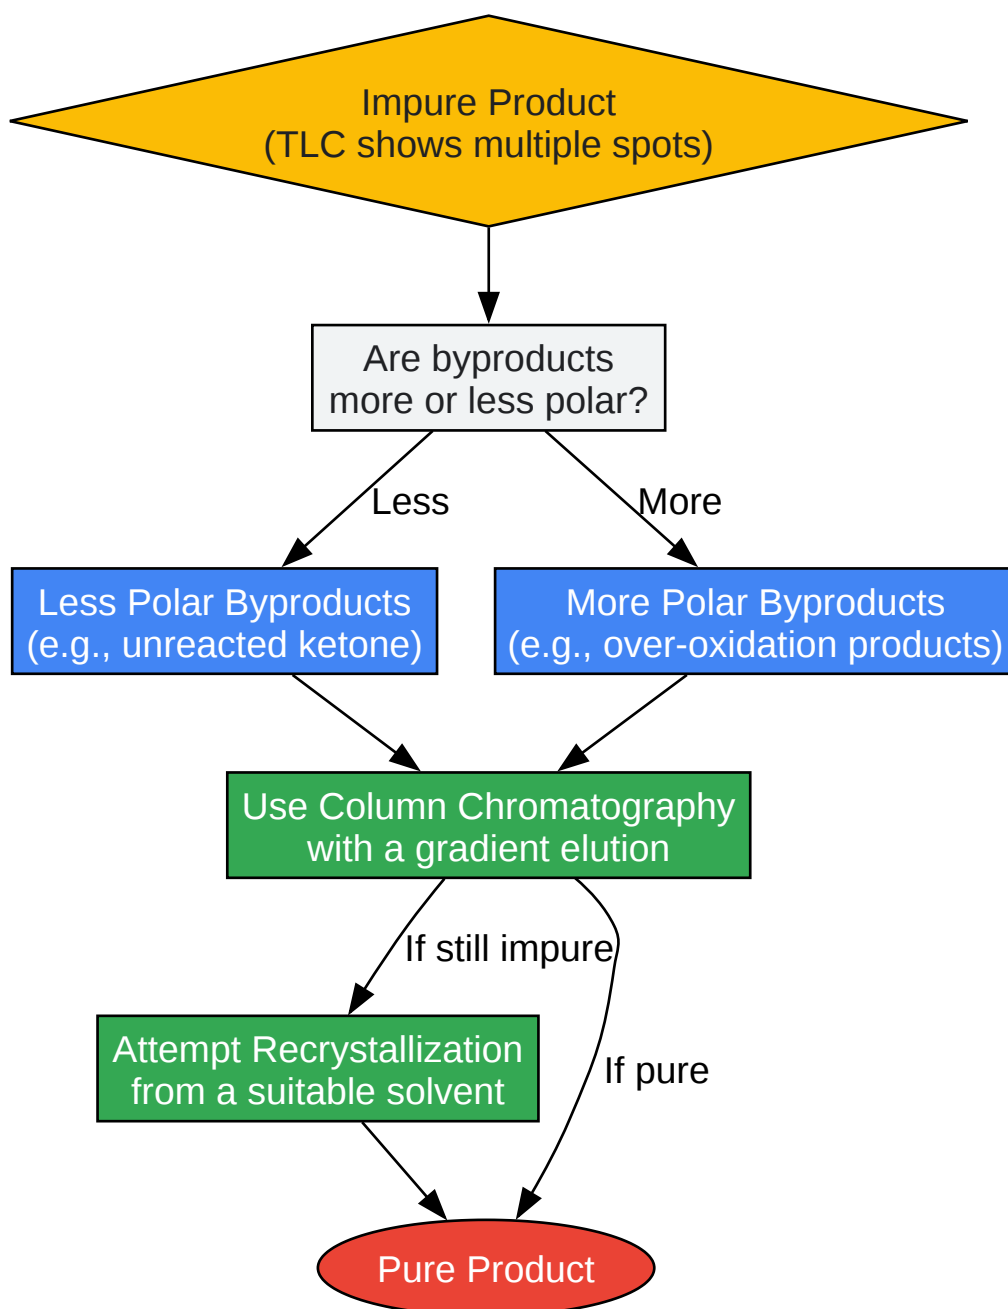 Impure Product
(TLC shows multiple spots)
Are byproducts
more or less polar?
Less
More
Less Polar Byproducts
(e.g., unreacted ketone)
More Polar Byproducts
(e.g., over-oxidation products)
Use Column Chromatography
with a gradient elution
If still impure
Attempt Recrystallization
from a suitable solvent
If pure
Pure Product